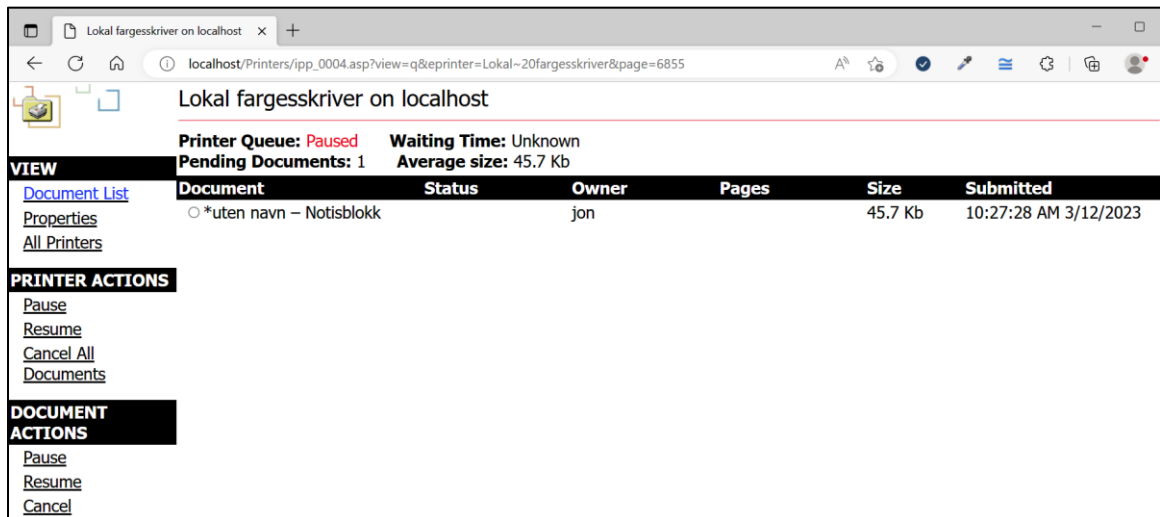 Lokal fargesskriver on localhost
localhost/Printers/ipp_0004.asp?view=q&eprinter=Lokal~20fargesskriver&page=6855
Lokal fargesskriver on localhost
Printer Queue: Paused Waiting Time: Unknown
Pending Documents: 1 Average size: 45.7 Kb
VIEW
Document List
Properties
All Printers
PRINTER ACTIONS
Pause
Resume
Cancel All
Documents
DOCUMENT
ACTIONS
Pause
Resume
Cancel
Document Status Owner Pages Size Submitted
*uten navn – Notisblokk jon 45.7 Kb 10:27:28 AM 3/12/2023